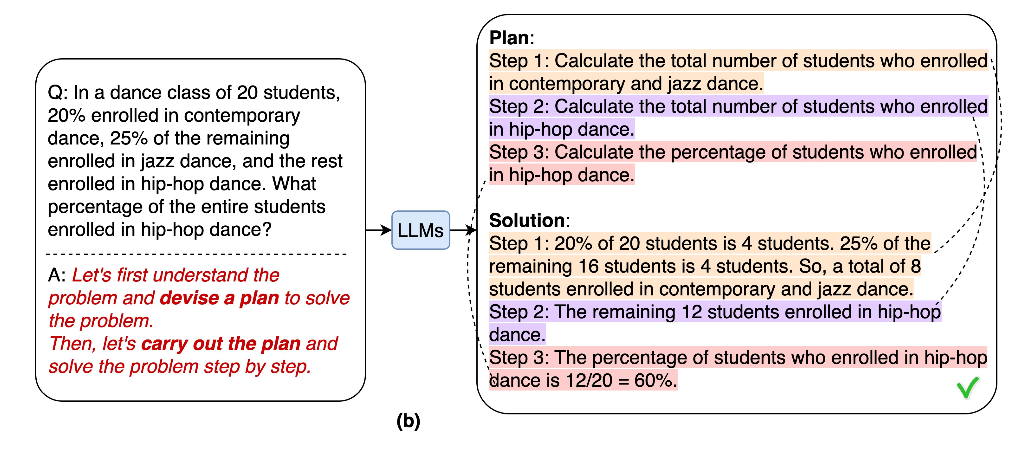 Q: In a dance class of 20 students,
20% enrolled in contemporary
dance, 25% of the remaining
enrolled in jazz dance, and the rest
enrolled in hip-hop dance. What
percentage of the entire students
enrolled in hip-hop dance?
A: Let's first understand the
problem and devise a plan to solve
the problem.
Then, let's carry out the plan and
solve the problem step by step.
LLMs
Plan:
Step 1: Calculate the total number of students who enrolled
in contemporary and jazz dance.
Step 2: Calculate the total number of students who enrolled
in hip-hop dance.
Step 3: Calculate the percentage of students who enrolled
in hip-hop dance.
Solution:
Step 1: 20% of 20 students is 4 students. 25% of the
remaining 16 students is 4 students. So, a total of 8
students enrolled in contemporary and jazz dance.
Step 2: The remaining 12 students enrolled in hip-hop
dance.
Step 3: The percentage of students who enrolled in hip-hop
dance is 12/20 = 60%.
(b)